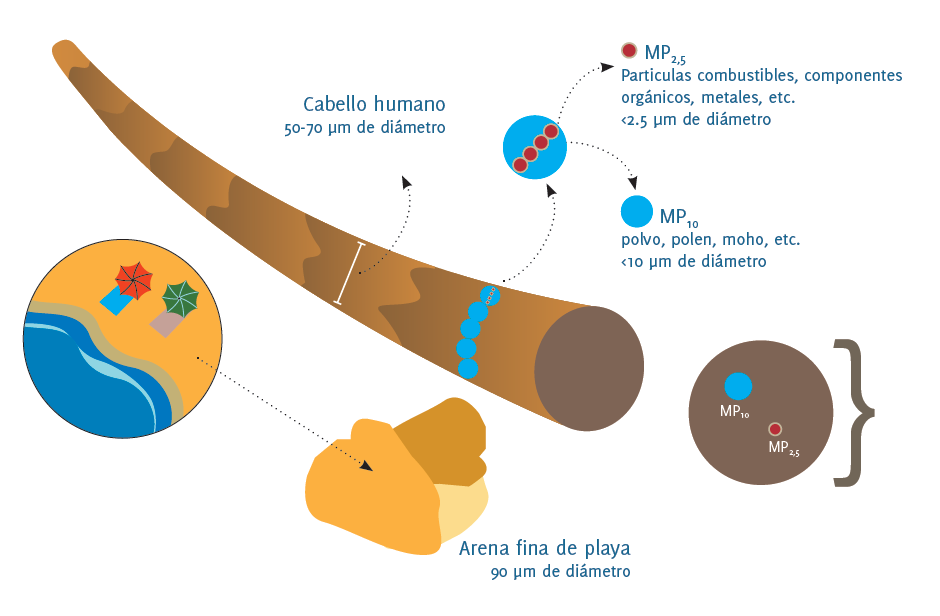 Cabello humano
50-70 µm de diámetro
MP2,5
Particulas combustibles, componentes
orgánicos, metales, etc.
<2.5 µm de diámetro
MP10
polvo, polen, moho, etc.
<10 µm de diámetro
MP10
MP2,5
Arena fina de playa
90 µm de diámetro